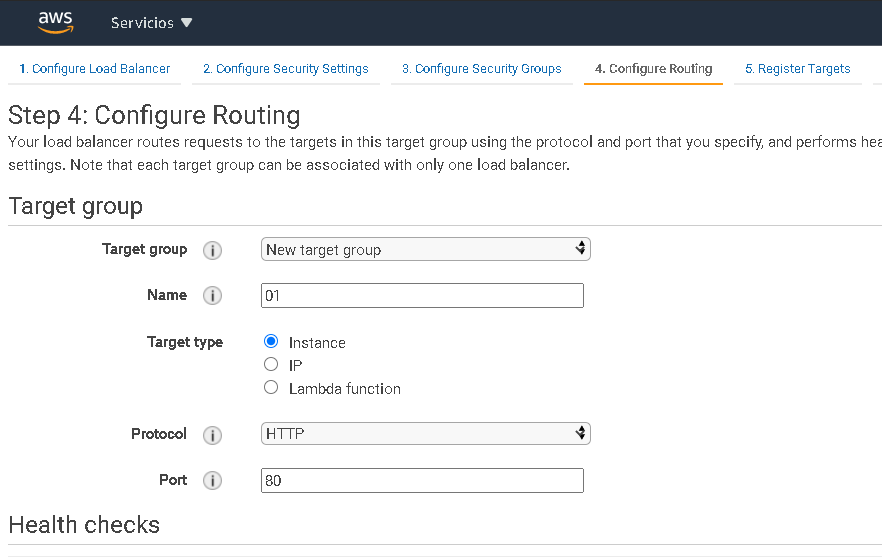 aws Servicios
1. Configure Load Balancer 2. Configure Security Settings 3. Configure Security Groups 4. Configure Routing 5. Register Targets
Step 4: Configure Routing
Your load balancer routes requests to the targets in this target group using the protocol and port that you specify, and performs hea
settings. Note that each target group can be associated with only one load balancer.
Target group
Target group i New target group
Name i 01
Target type Instance
IP
Lambda function
Protocol i HTTP
Port i 80
Health checks